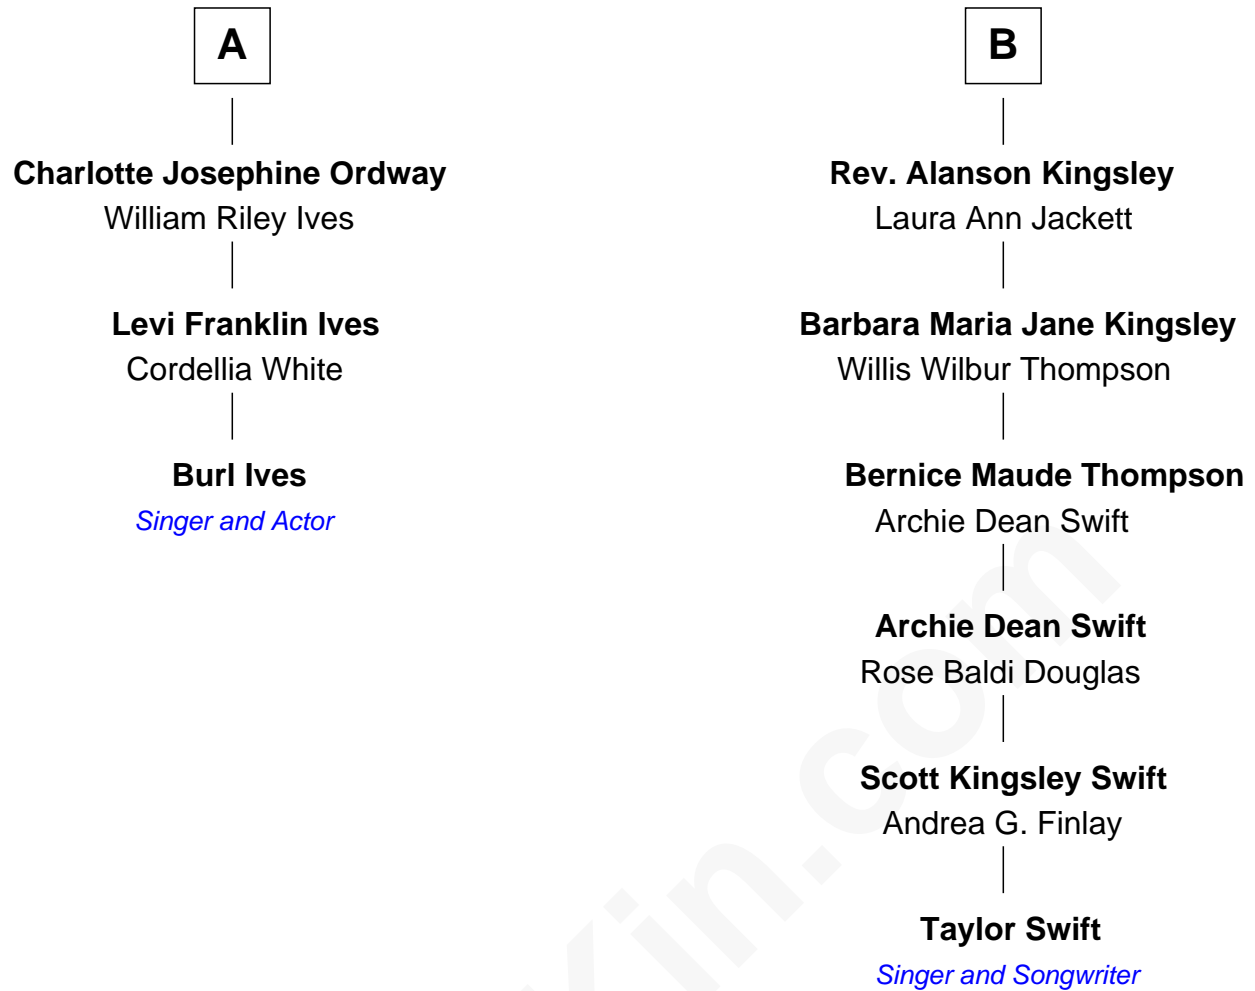 A
Charlotte Josephine Ordway
William Riley Ives
Levi Franklin Ives
Cordellia White
Burl Ives
Singer and Actor
B
Rev. Alanson Kingsley
Laura Ann Jackett
Barbara Maria Jane Kingsley
Willis Wilbur Thompson
Bernice Maude Thompson
Archie Dean Swift
Archie Dean Swift
Rose Baldi Douglas
Scott Kingsley Swift
Andrea G. Finlay
Taylor Swift
Singer and Songwriter
Kin.com